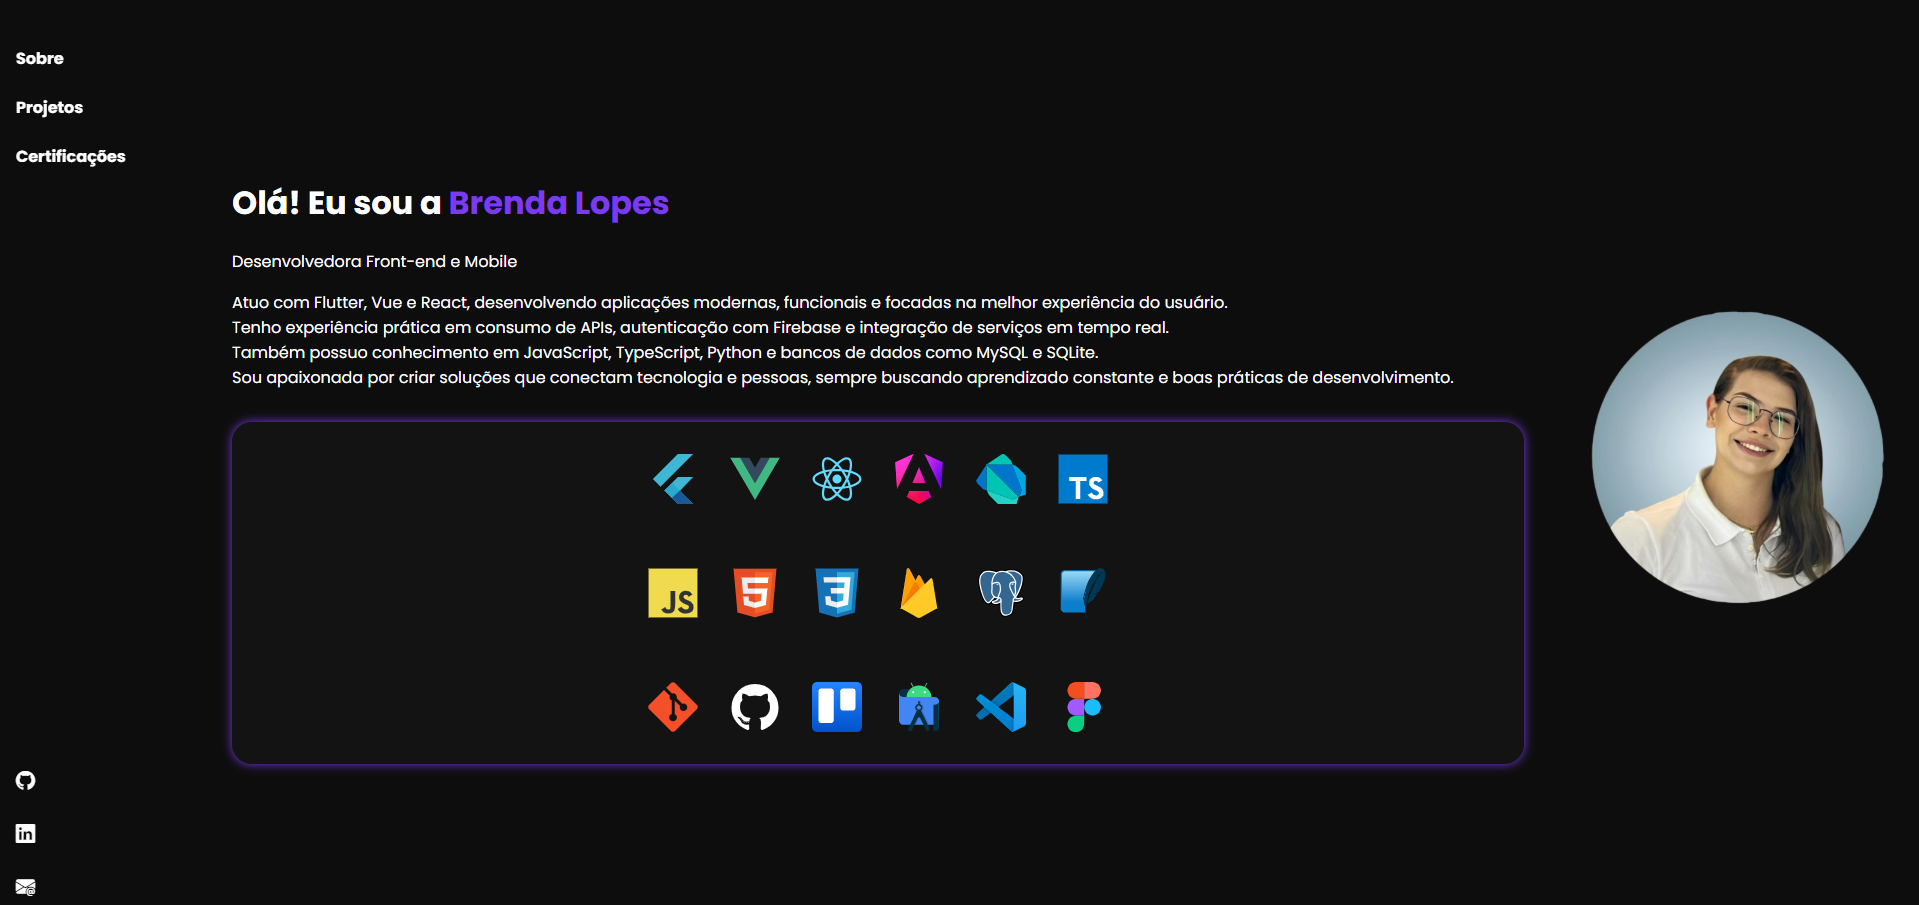 Sobre
Projetos
Certificações
Olá! Eu sou a Brenda Lopes
Desenvolvedora Front-end e Mobile
Atuo com Flutter, Vue e React, desenvolvendo aplicações modernas, funcionais e focadas na melhor experiência do usuário.
Tenho experiência prática em consumo de APIs, autenticação com Firebase e integração de serviços em tempo real.
Também possuo conhecimento em JavaScript, TypeScript, Python e bancos de dados como MySQL e SQLite.
Sou apaixonada por criar soluções que conectam tecnologia e pessoas, sempre buscando aprendizado constante e boas práticas de desenvolvimento.
TS
JS
5
3
in
@